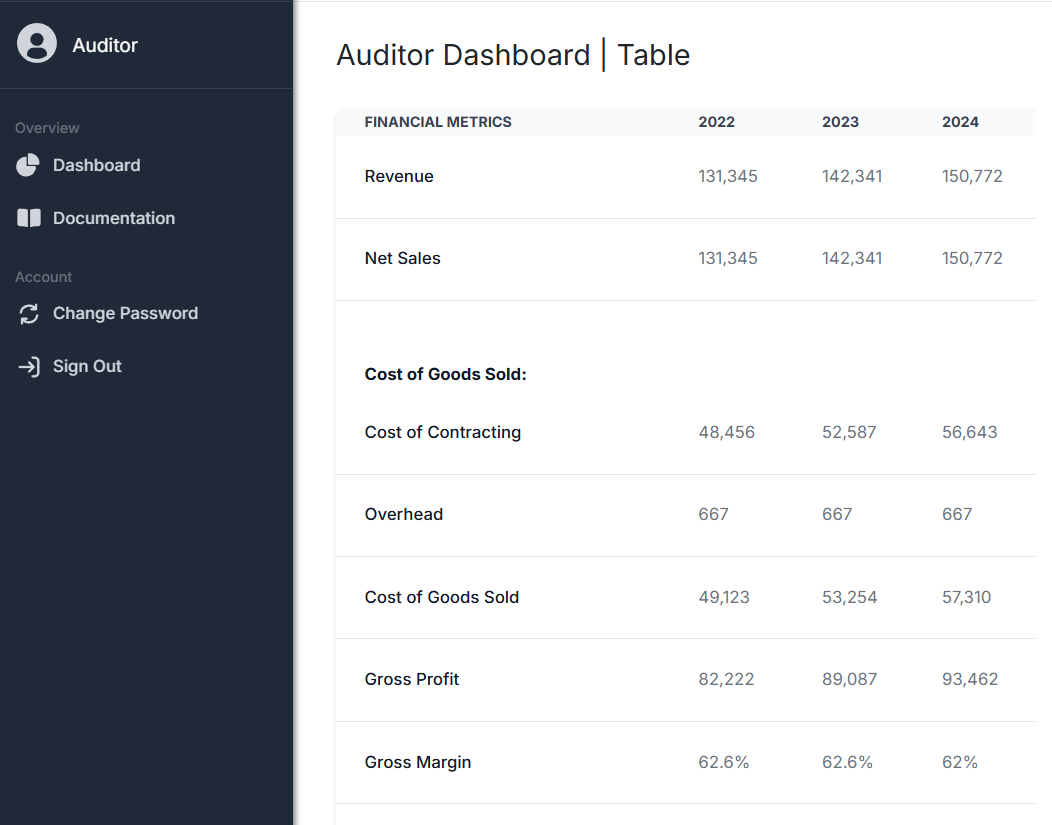 Auditor
Overview
Dashboard
Documentation
Account
Change Password
Sign Out
Auditor Dashboard | Table
FINANCIAL METRICS 2022 2023 2024
Revenue 131,345 142,341 150,772
Net Sales 131,345 142,341 150,772
Cost of Goods Sold:
Cost of Contracting 48,456 52,587 56,643
Overhead 667 667 667
Cost of Goods Sold 49,123 53,254 57,310
Gross Profit 82,222 89,087 93,462
Gross Margin 62.6% 62.6% 62%